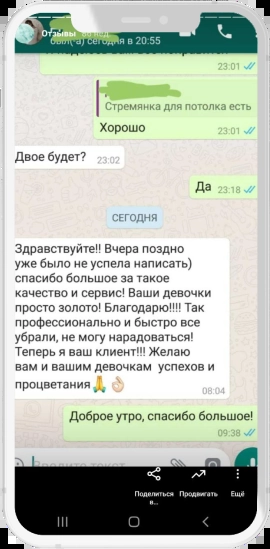 Отзывы 86 нед.
был(а) сегодня в 20:55
23:01
Стремянка для потолка есть
Хорошо
23:01
Двое будет?
23:02
Да
23:18
СЕГОДНЯ
Здравствуйте!! Вчера поздно
уже было не успела написать)
спасибо большое за такое
качество и сервис! Ваши девочки
просто золото! Благодарю!!!! Так
профессионально и быстро все
убрали, не могу нарадоваться!
Теперь я ваш клиент!!! Желаю
вам и вашим девочкам успехов и
процветания🙏👌🏻
08:04
Доброе утро, спасибо большое!
09:38
Поделиться Продвигать Ещё
в...